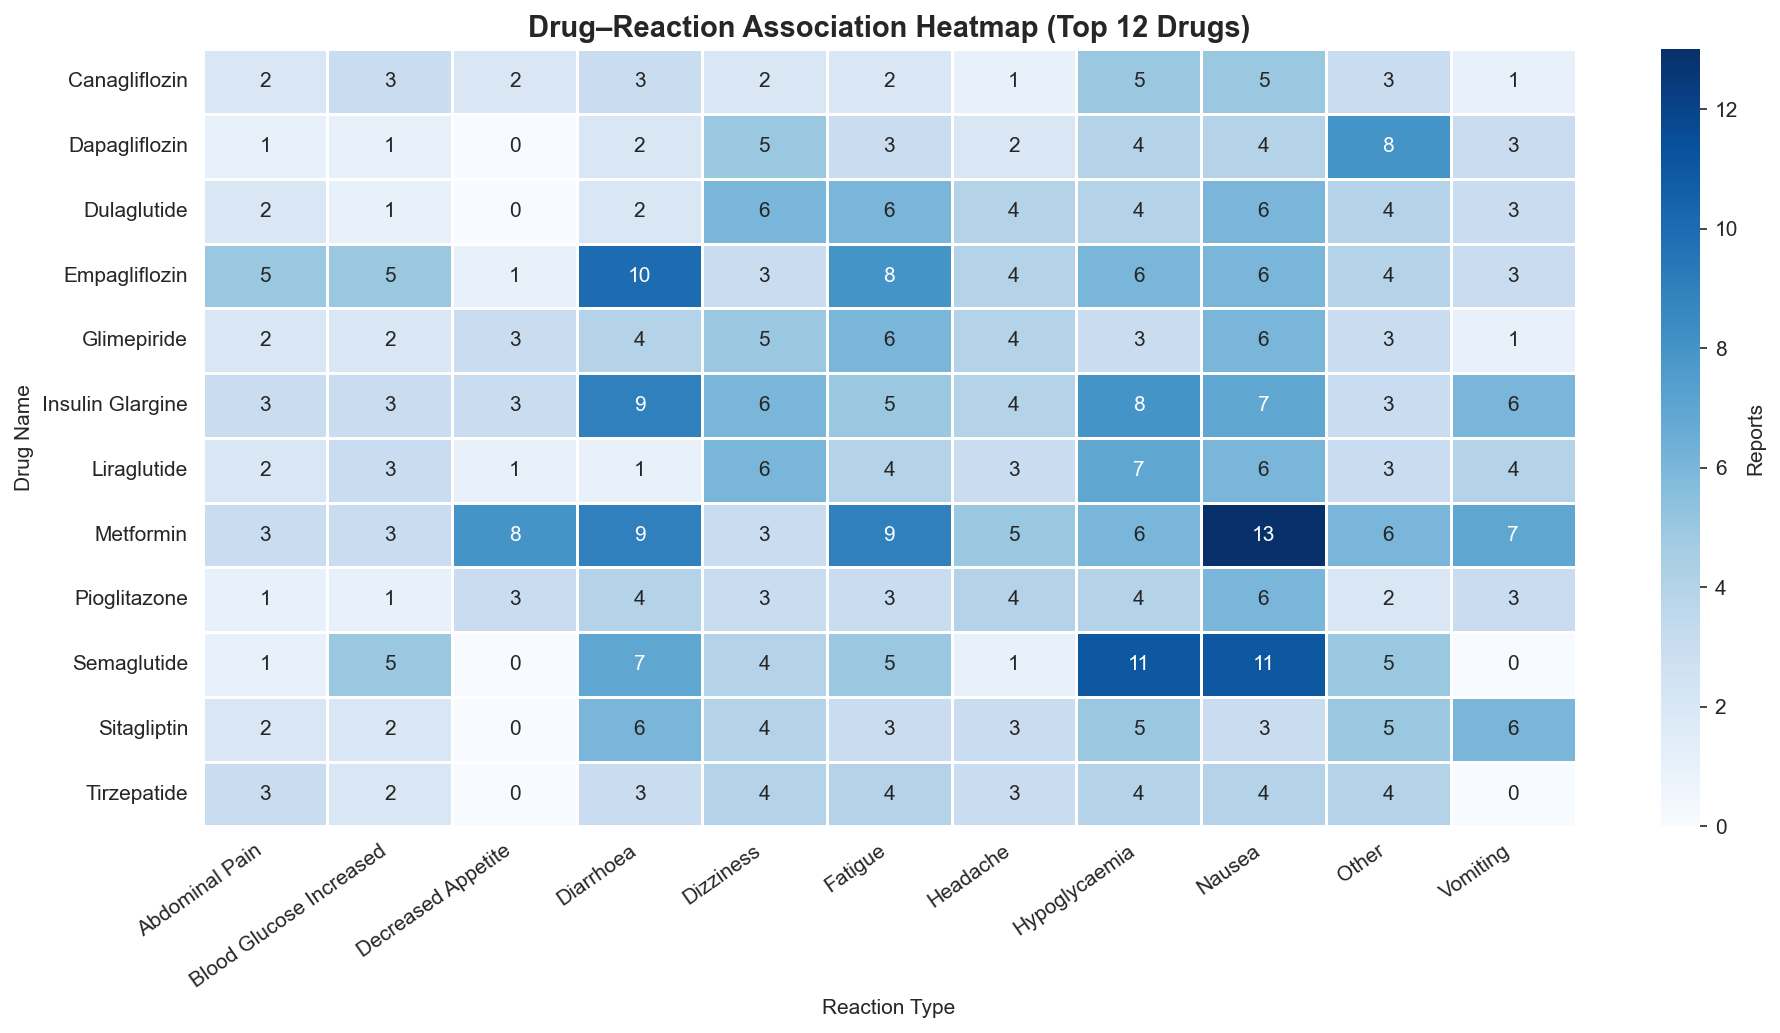 Drug–Reaction Association Heatmap (Top 12 Drugs)
Canagliflozin 2 3 2 3 2 2 1 5 5 3 1
Dapagliflozin 1 1 0 2 5 3 2 4 4 8 3
Dulaglutide 2 1 0 2 6 6 4 4 6 4 3
Empagliflozin 5 5 1 10 3 8 4 6 6 4 3
Glimepiride 2 2 3 4 5 6 4 3 6 3 1
Insulin Glargine 3 3 3 9 6 5 4 8 7 3 6
Liraglutide 2 3 1 1 6 4 3 7 6 3 4
Metformin 3 3 8 9 3 9 5 6 13 6 7
Pioglitazone 1 1 3 4 3 3 4 4 6 2 3
Semaglutide 1 5 0 7 4 5 1 11 11 5 0
Sitagliptin 2 2 0 6 4 3 3 5 3 5 6
Tirzepatide 3 2 0 3 4 4 3 4 4 4 0
Drug Name
Abdominal Pain
Blood Glucose Increased
Decreased Appetite
Diarrhoea
Dizziness
Fatigue
Headache
Hypoglycaemia
Nausea
Other
Vomiting
Reaction Type
12
10
8
6
4
2
0
Reports